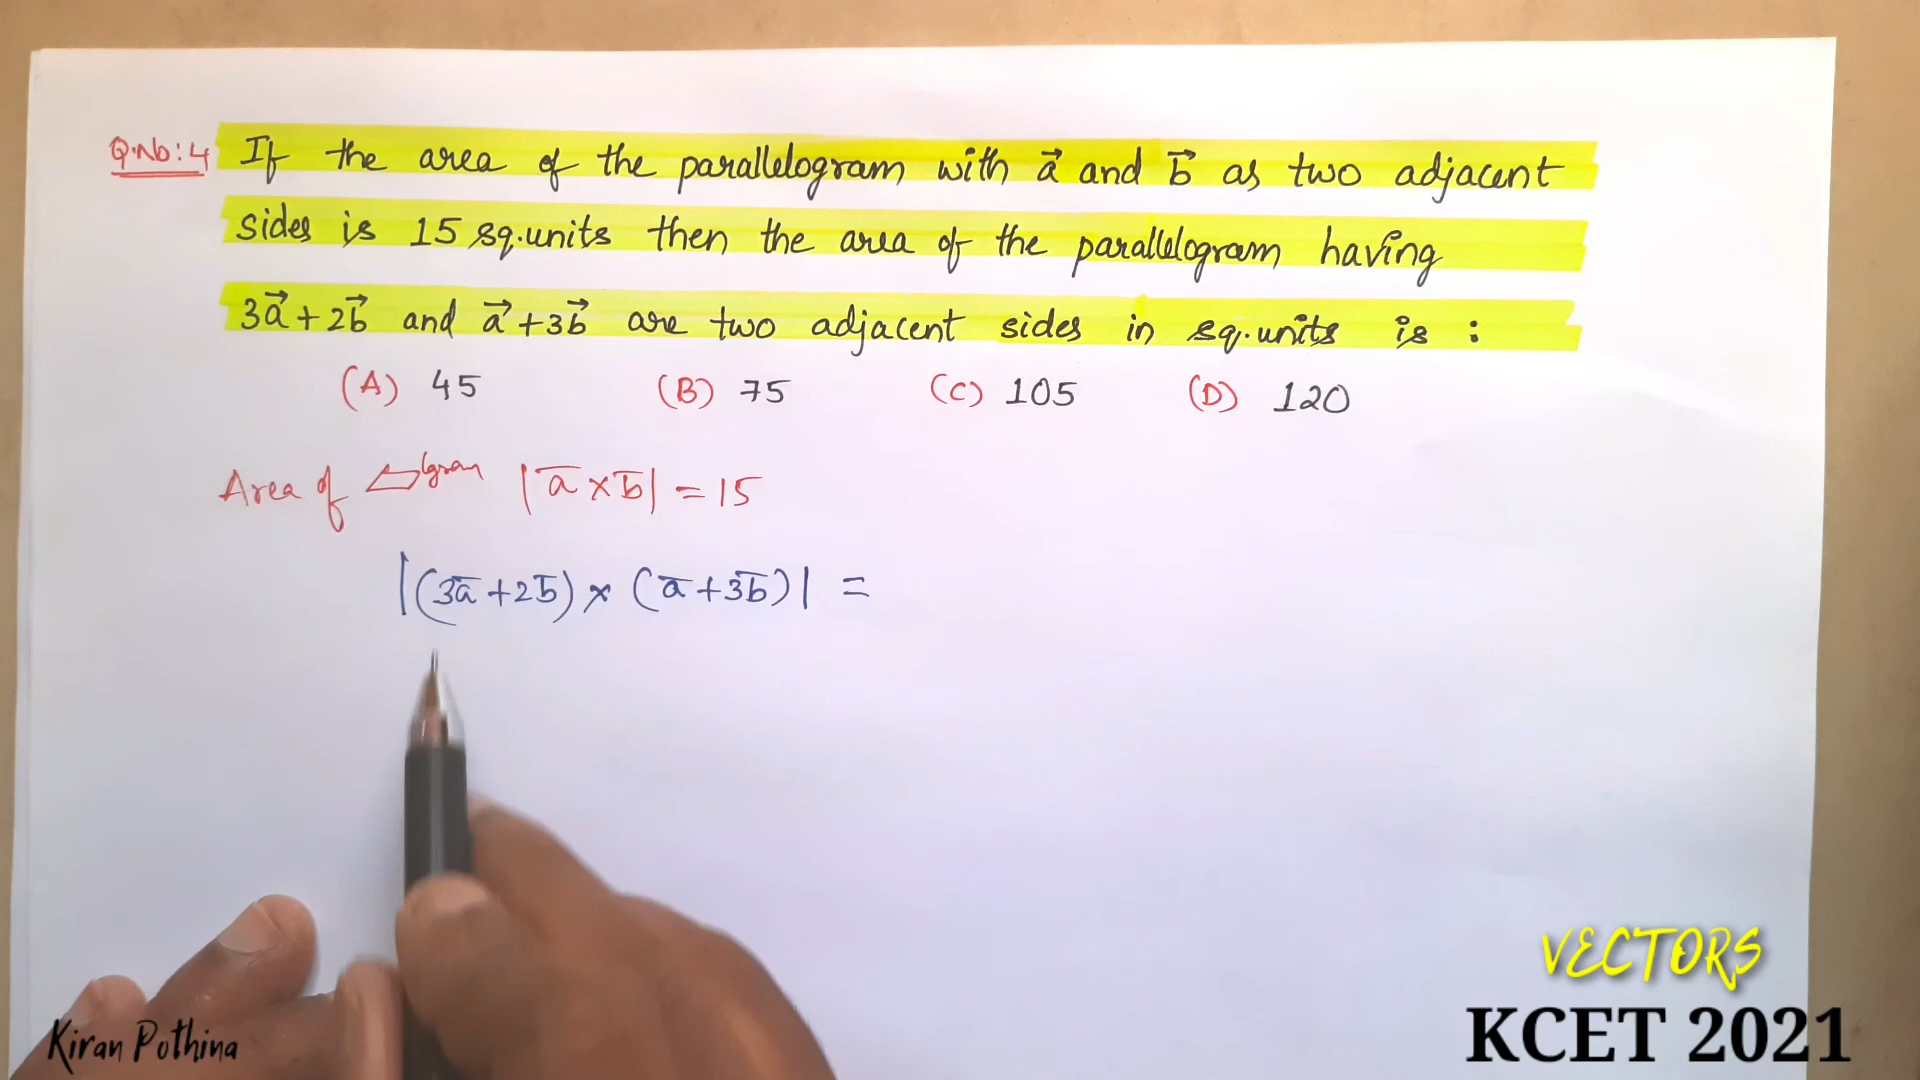 Q.No:4 If the area of the parallelogram with a⃗ and b⃗ as two adjacent
sides is 15 sq.units then the area of the parallelogram having
3a⃗+2b⃗ and a⃗+3b⃗ are two adjacent sides in sq.units is :
(A) 45 (B) 75 (C) 105 (D) 120
Area of ▱gram |a̅×b̅| = 15
|(3a̅+2b̅)×(a̅+3b̅)| =
VECTORS
KCET 2021
Kiran Pothina